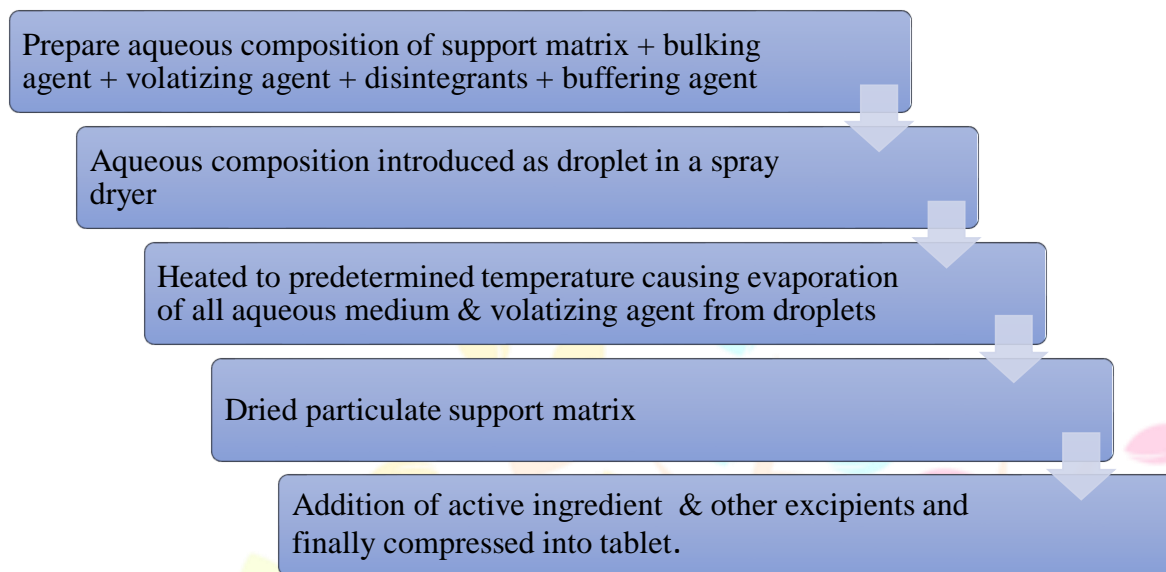 Prepare aqueous composition of support matrix + bulking
agent + volatizing agent + disintegrants + buffering agent
Aqueous composition introduced as droplet in a spray
dryer
Heated to predetermined temperature causing evaporation
of all aqueous medium & volatizing agent from droplets
Dried particulate support matrix
Addition of active ingredient & other excipients and
finally compressed into tablet.